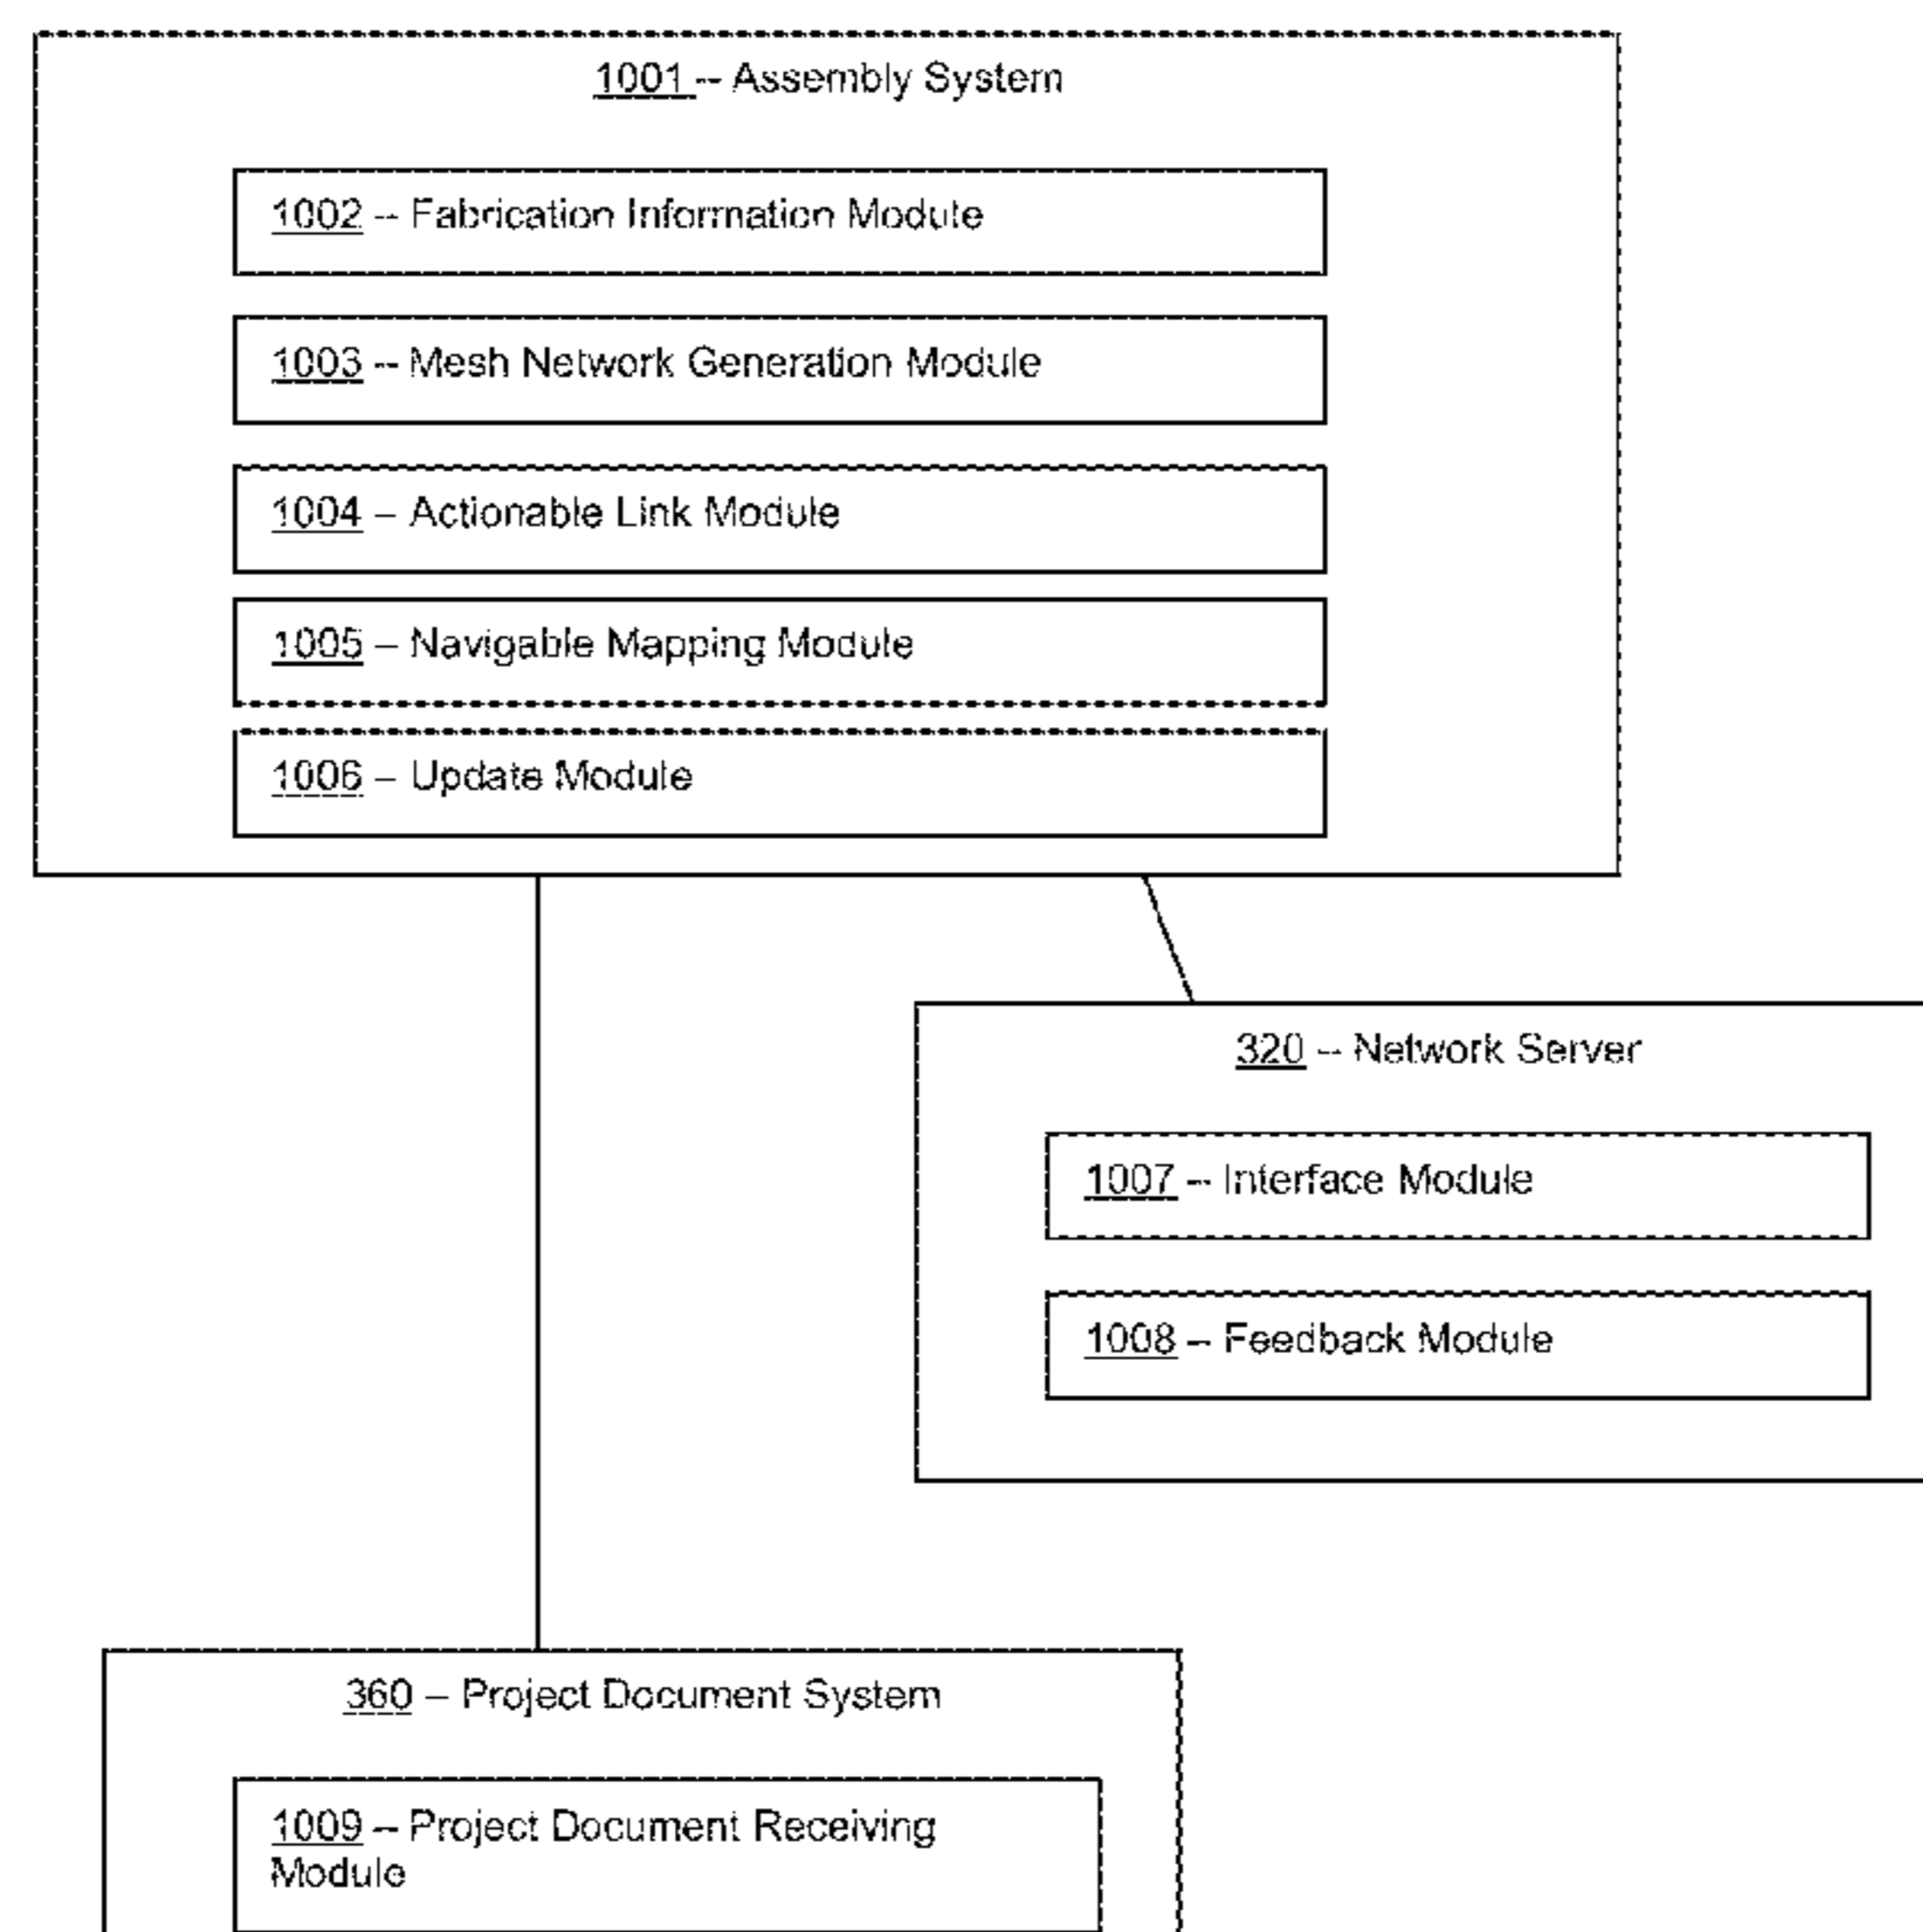 1001 -- Assembly System
1002 -- Fabrication Information Module
1003 -- Mesh Network Generation Module
1004 – Actionable Link Module
1005 – Navigable Mapping Module
1006 – Update Module
320 -- Network Server
1007 -- Interface Module
1008 -- Feedback Module
360 – Project Document System
1009 -- Project Document Receiving
Module